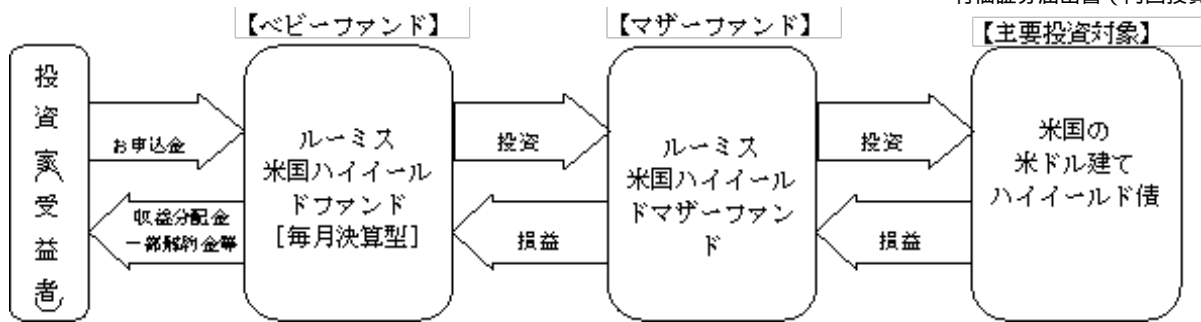 【ベビーファンド】
【マザーファンド】
【主要投資対象】
投資家(受益者)
お申込金
収益分配金
一部解約金等
ルーミス
米国ハイイール
ドファンド
[毎月決算型]
投資
損益
ルーミス
米国ハイイール
ドマザーファン
ド
投資
損益
米国の
米ドル建て
ハイイールド債